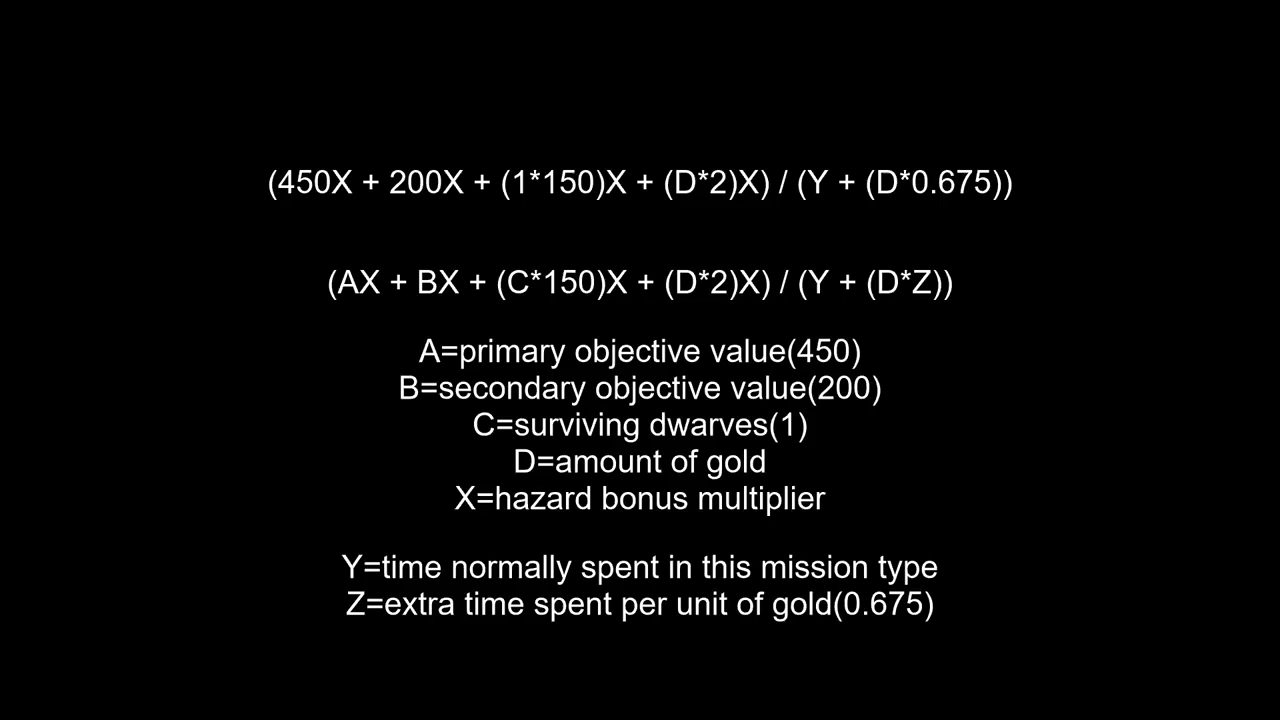 (450X + 200X + (1*150)X + (D*2)X) / (Y + (D*0.675))
(AX + BX + (C*150)X + (D*2)X) / (Y + (D*Z))
A=primary objective value(450)
B=secondary objective value(200)
C=surviving dwarves(1)
D=amount of gold
X=hazard bonus multiplier
Y=time normally spent in this mission type
Z=extra time spent per unit of gold(0.675)